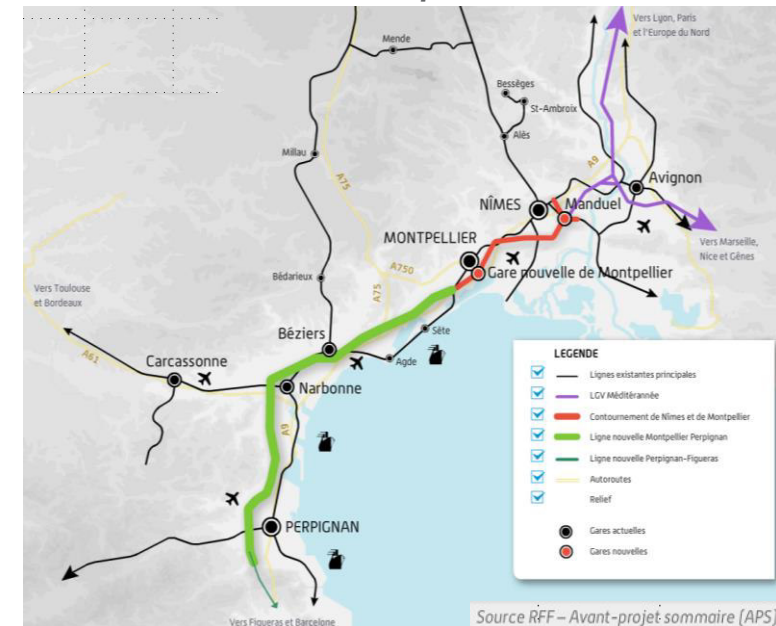 Vers Lyon, Paris
et l'Europe du Nord
Mende
Bessèges
St-Ambroix
Alès
Millau
A75
A9
Avignon
NÎMES
Manduel
MONTPELLIER
Vers Marseille,
Nice et Gênes
A750
Gare nouvelle de Montpellier
Bédarieux
A75
Vers Toulouse
et Bordeaux
Sète
Béziers
A61
Carcassonne
Agde
Narbonne
A9
PERPIGNAN
Vers Figueras et Barcelone
LEGENDE
Lignes existantes principales
LGV Méditérannée
Contournement de Nîmes et de Montpellier
Ligne nouvelle Montpellier Perpignan
Ligne nouvelle Perpignan-Figueras
Autoroutes
Relief
Gares actuelles
Gares nouvelles
Source RFF – Avant-projet sommaire (APS)